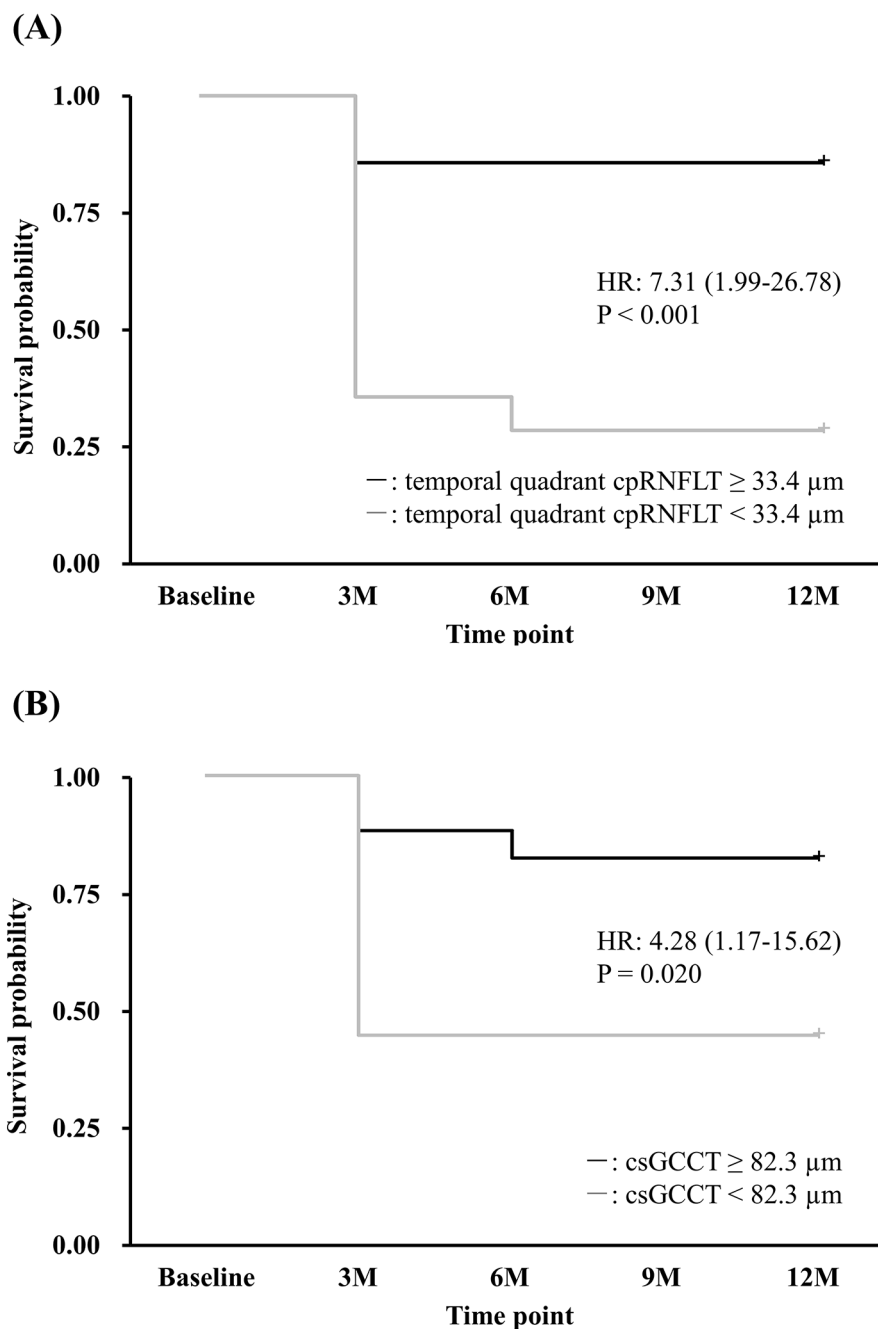 (A)
1.00
0.75
0.50
0.25
0.00
Survival probability
HR: 7.31 (1.99-26.78)
P < 0.001
: temporal quadrant cpRNFLT ≥ 33.4 µm
: temporal quadrant cpRNFLT < 33.4 µm
Baseline 3M 6M 9M 12M
Time point
(B)
1.00
0.75
0.50
0.25
0.00
Survival probability
HR: 4.28 (1.17-15.62)
P = 0.020
: csGCCT ≥ 82.3 µm
: csGCCT < 82.3 µm
Baseline 3M 6M 9M 12M
Time point